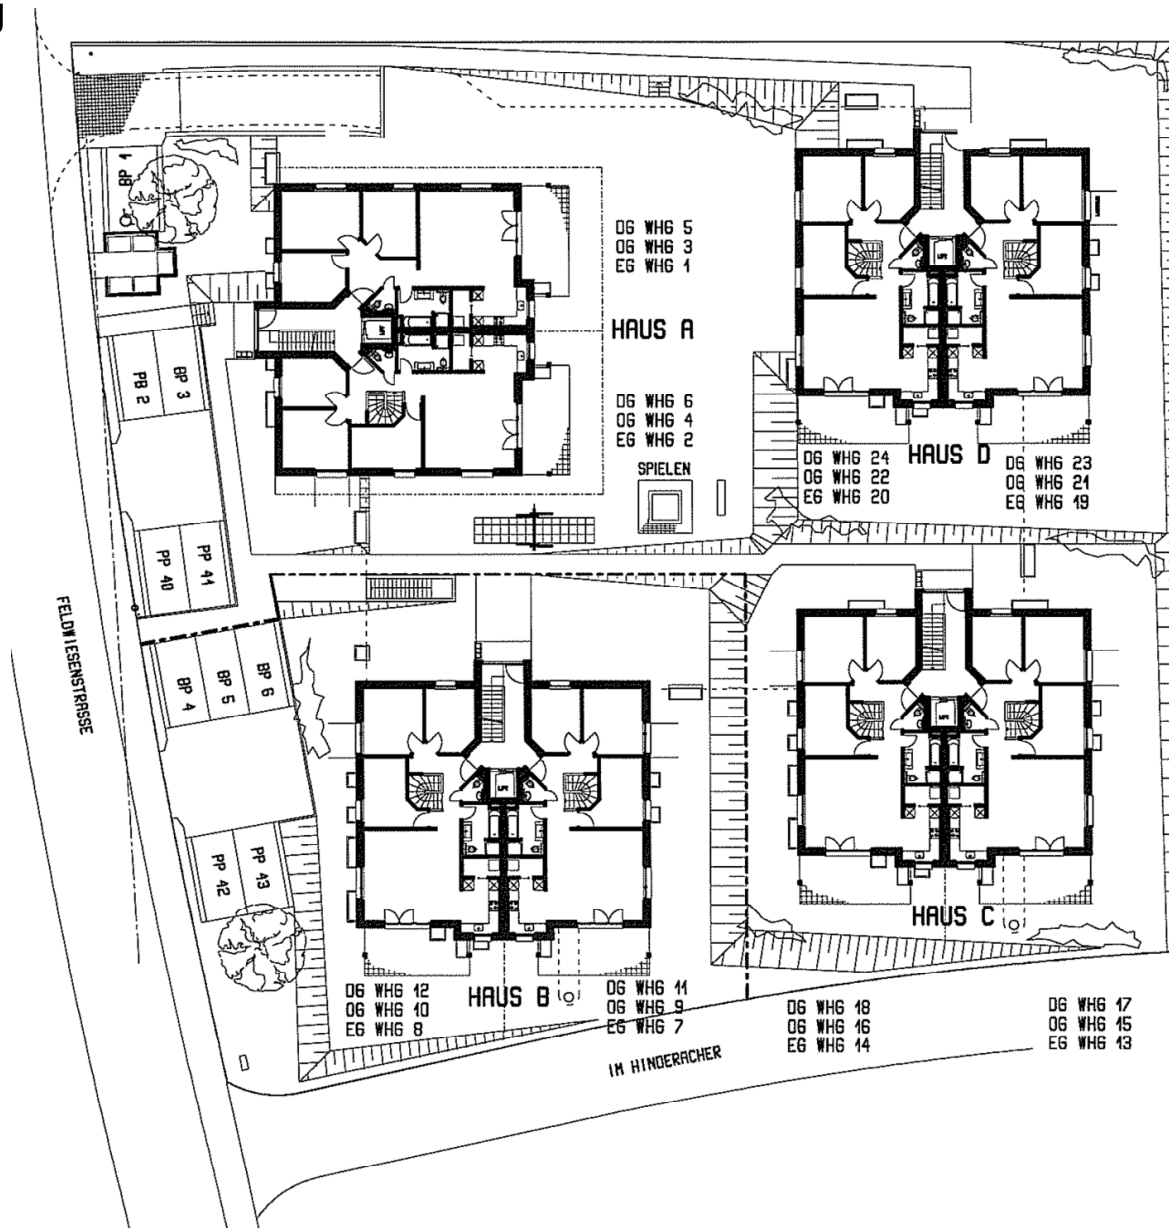 BP 1
OG WHG 5
OG WHG 3
EG WHG 1
HAUS A
LIFT
OG WHG 6
OG WHG 4
EG WHG 2
SPIELEN
LIFT
HAUS D
OG WHG 24
OG WHG 22
EG WHG 20
OG WHG 23
OG WHG 21
EG WHG 19
PB 2
BP 3
PP 40
PP 41
FELDWIESENSTRASSE
BP 4
BP 5
BP 6
PP 42
PP 43
LIFT
LIFT
HAUS C
OG WHG 12
OG WHG 10
EG WHG 8
HAUS B
OG WHG 11
OG WHG 9
EG WHG 7
OG WHG 18
OG WHG 16
EG WHG 14
OG WHG 17
OG WHG 15
EG WHG 13
IM HINDERACHER